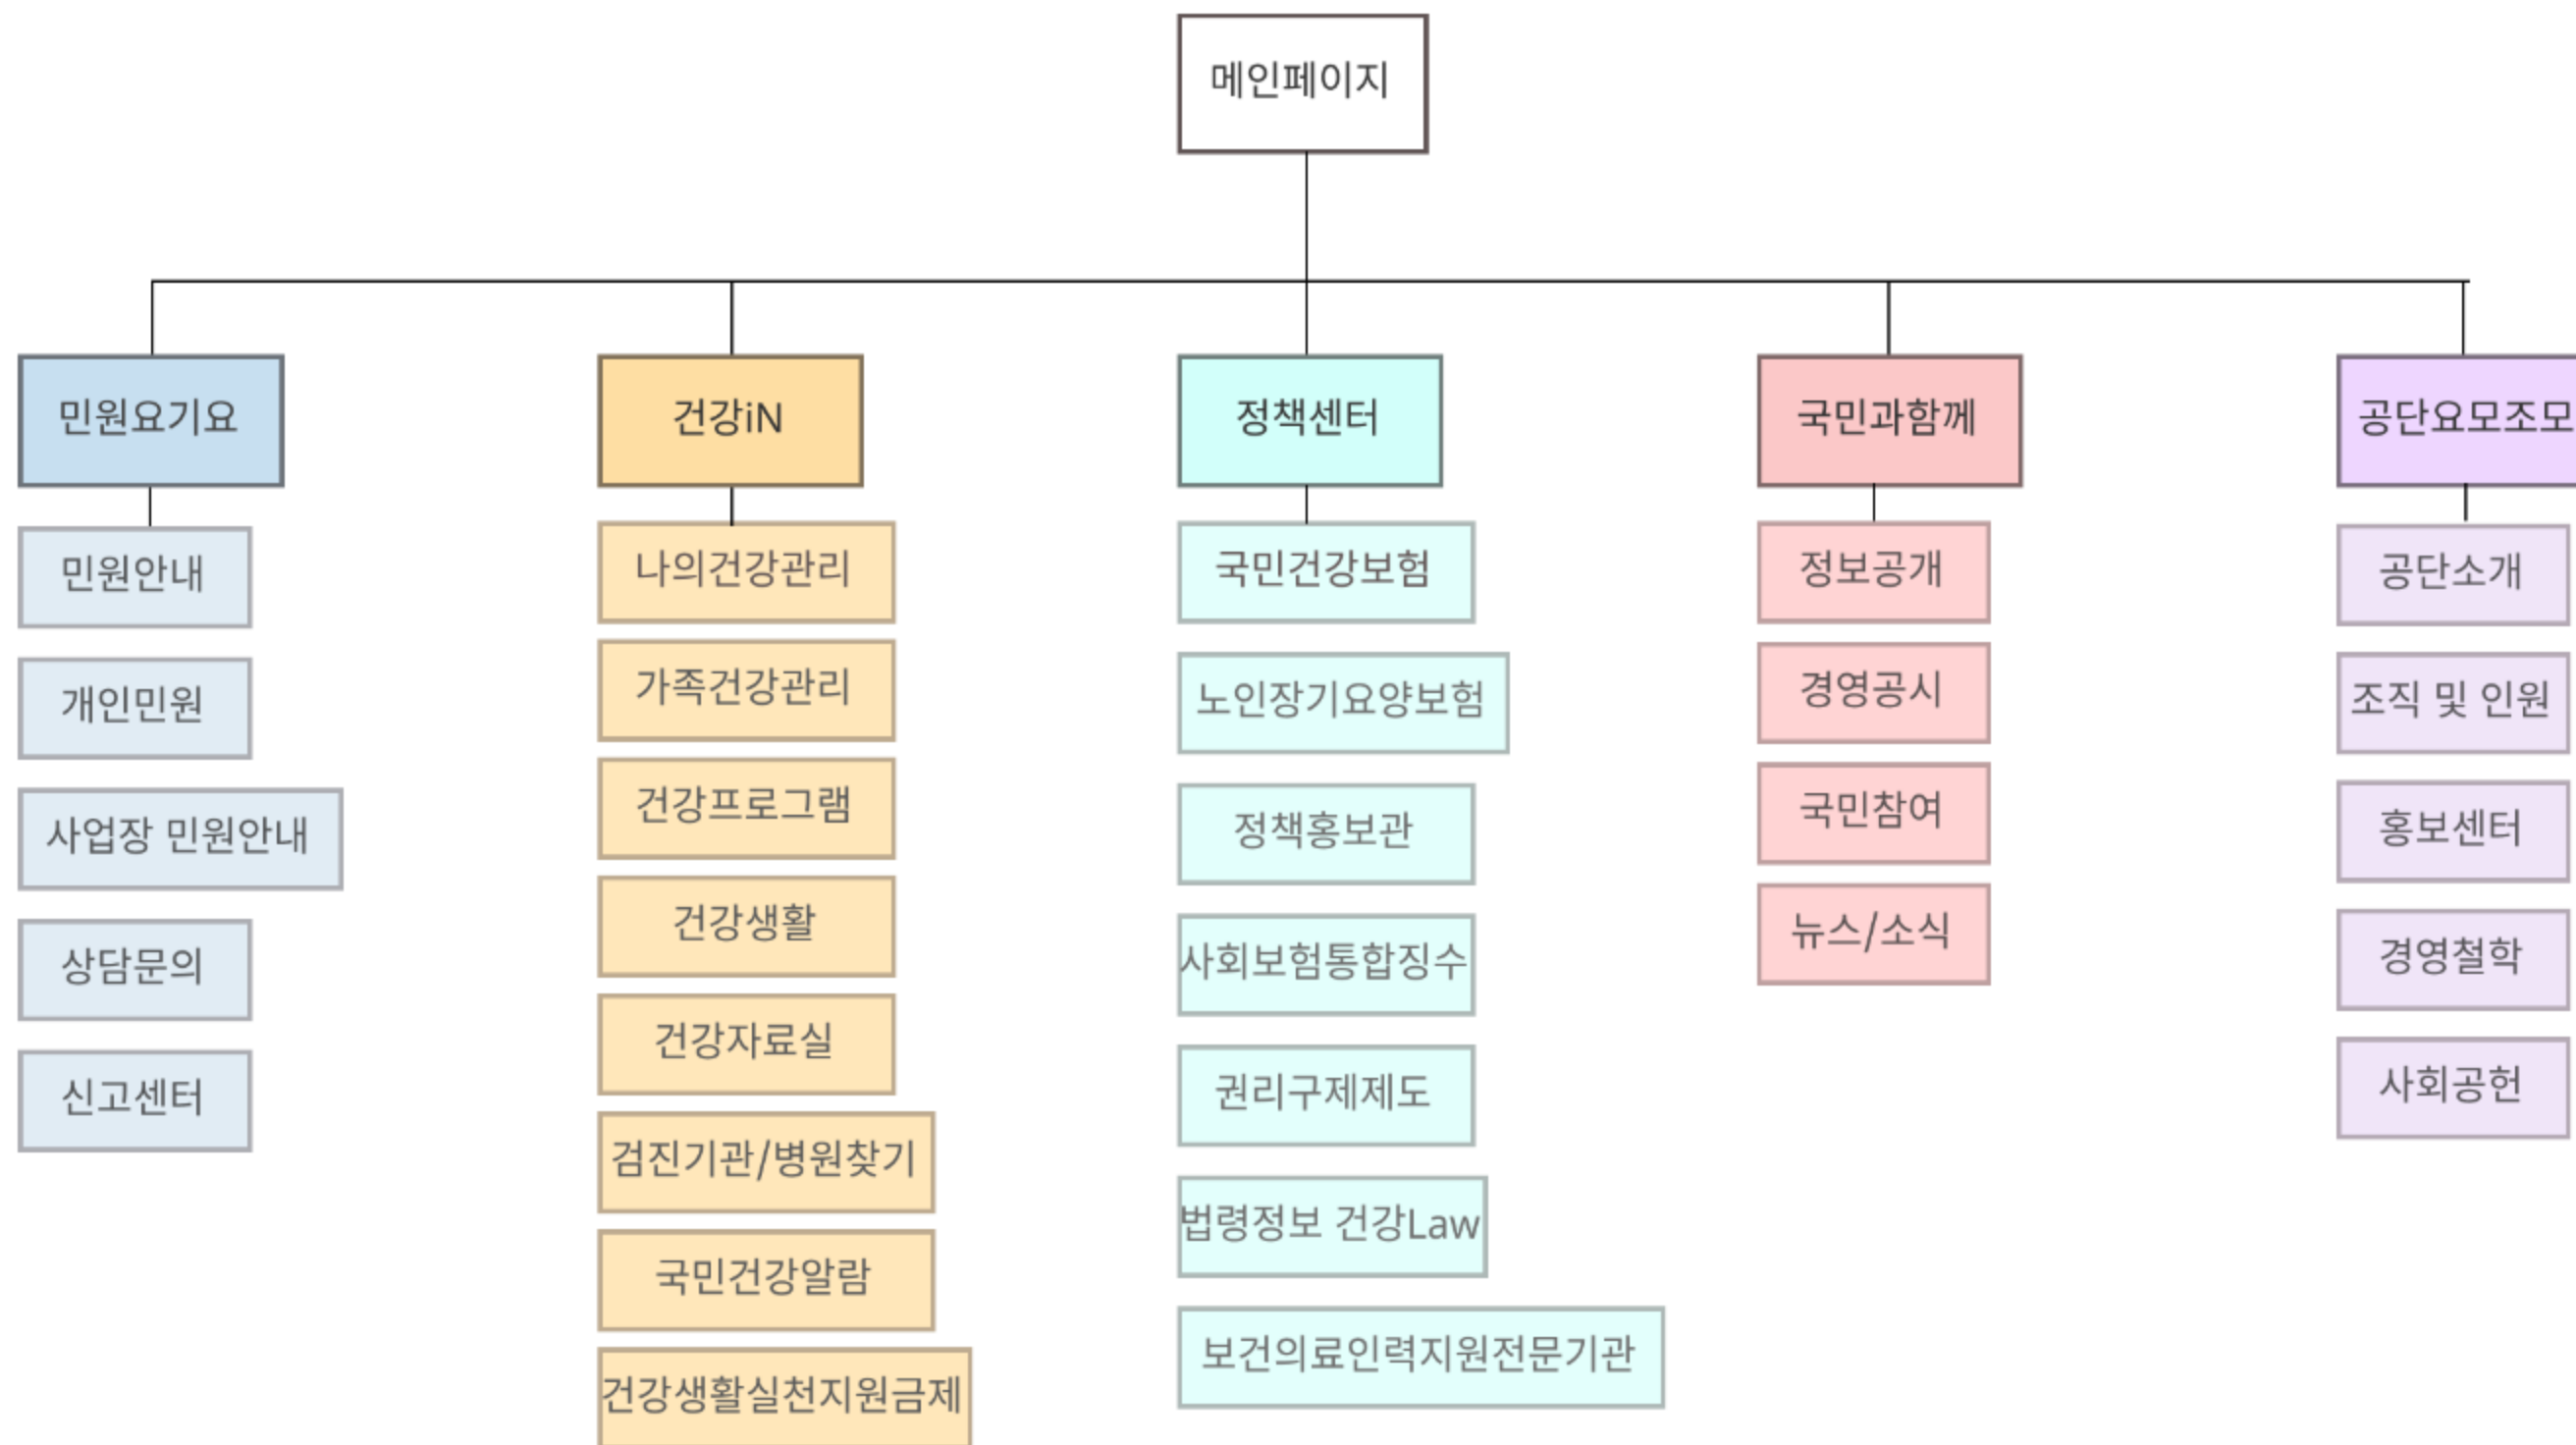 메인페이지
민원요기요
민원안내
개인민원
사업장 민원안내
상담문의
신고센터
건강iN
나의건강관리
가족건강관리
건강프로그램
건강생활
건강자료실
검진기관/병원찾기
국민건강알람
건강생활실천지원금제
정책센터
국민건강보험
노인장기요양보험
정책홍보관
사회보험통합징수
권리구제제도
법령정보 건강Law
보건의료인력지원전문기관
국민과함께
정보공개
경영공시
국민참여
뉴스/소식
공단요모조모
공단소개
조직 및 인원
홍보센터
경영철학
사회공헌